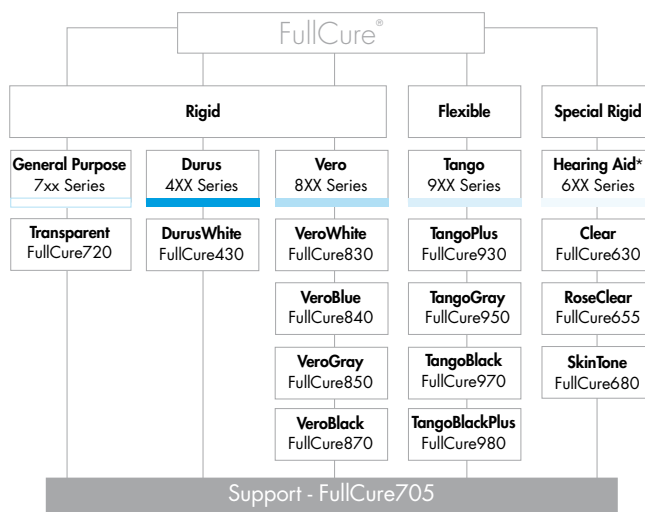 FullCure®
Rigid
Flexible
Special Rigid
General Purpose
7xx Series
Durus
4XX Series
Vero
8XX Series
Tango
9XX Series
Hearing Aid*
6XX Series
Transparent
FullCure720
DurusWhite
FullCure430
VeroWhite
FullCure830
TangoPlus
FullCure930
Clear
FullCure630
VeroBlue
FullCure840
TangoGray
FullCure950
RoseClear
FullCure655
VeroGray
FullCure850
TangoBlack
FullCure970
SkinTone
FullCure680
VeroBlack
FullCure870
TangoBlackPlus
FullCure980
Support - FullCure705